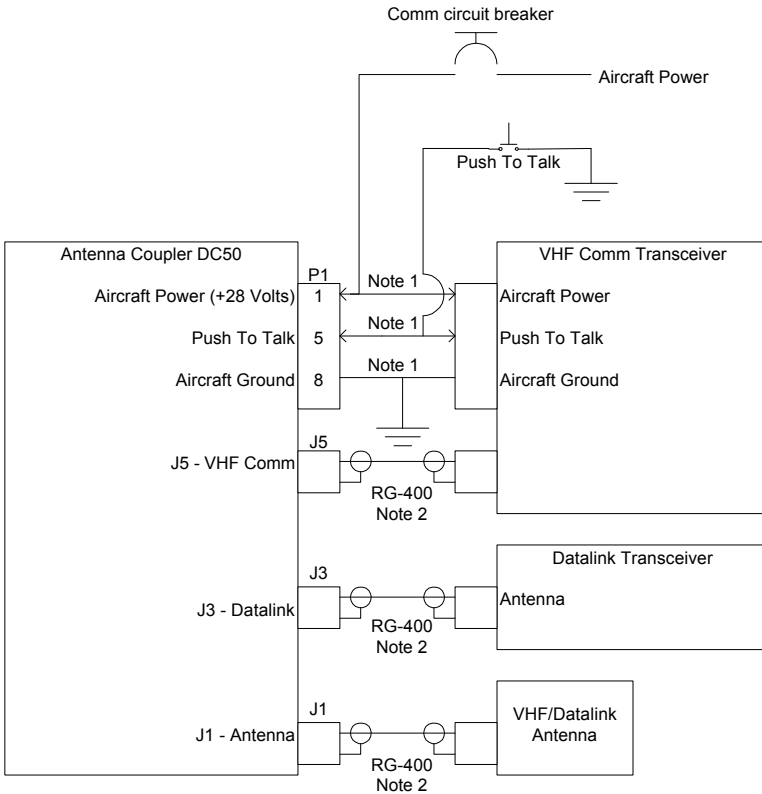 Comm circuit breaker
Aircraft Power
Push To Talk
Antenna Coupler DC50
VHF Comm Transceiver
P1
Aircraft Power (+28 Volts)
1
Note 1
Aircraft Power
Push To Talk
5
Note 1
Push To Talk
Aircraft Ground
8
Note 1
Aircraft Ground
J5
J5 - VHF Comm
RG-400
Note 2
Datalink Transceiver
J3
J3 - Datalink
Antenna
RG-400
Note 2
J1
J1 - Antenna
VHF/Datalink
Antenna
RG-400
Note 2